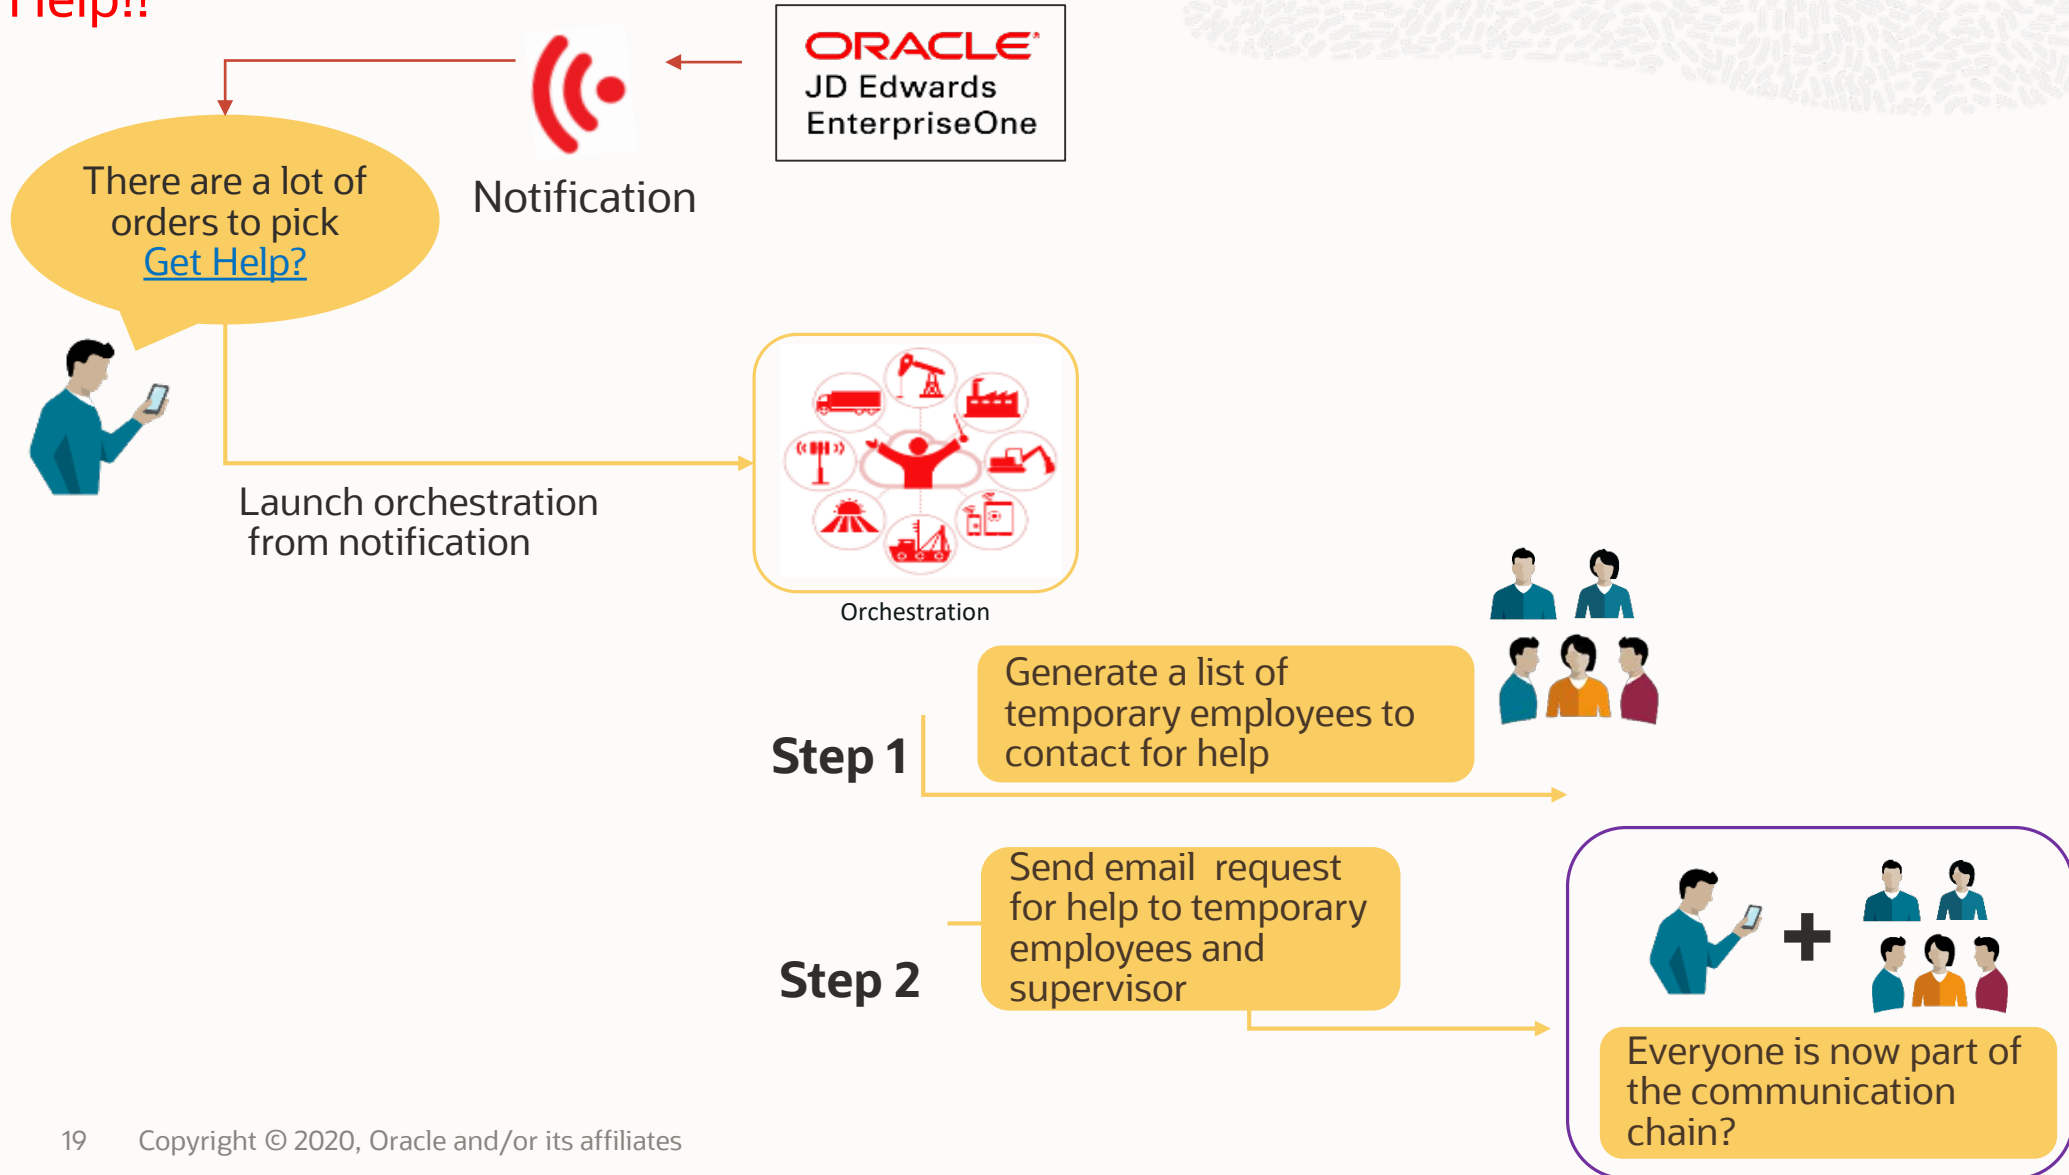 Help!!
ORACLE
JD Edwards
EnterpriseOne
Notification
There are a lot of
orders to pick
Get Help?
Launch orchestration
from notification
Orchestration
Step 1
Generate a list of
temporary employees to
contact for help
Step 2
Send email  request
for help to temporary
employees and
supervisor
Everyone is now part of
the communication
chain?
19
Copyright © 2020, Oracle and/or its affiliates